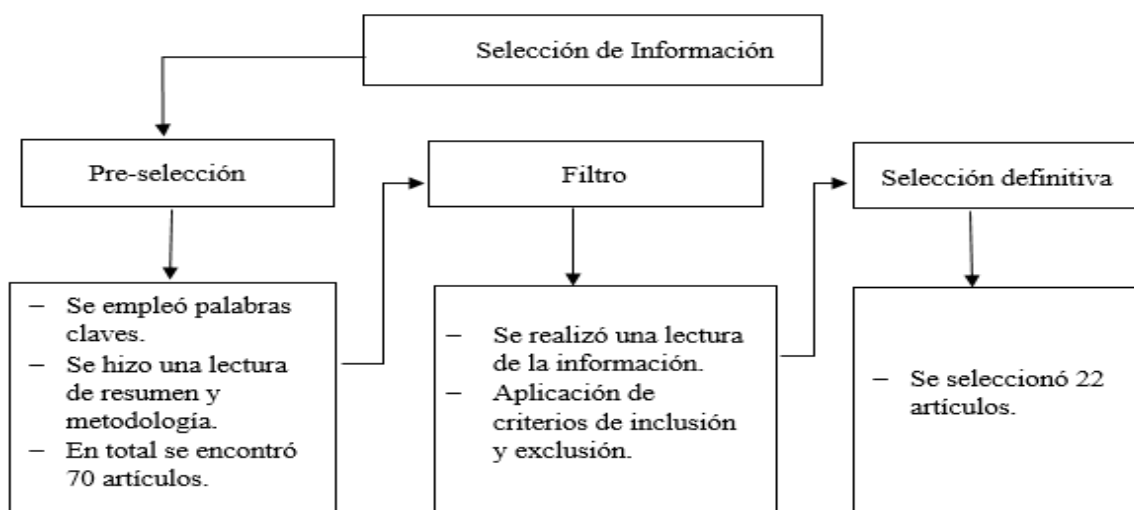 Selección de Información
Pre-selección
Filtro
Selección definitiva
– Se empleó palabras
claves.
– Se hizo una lectura
de resumen y
metodología.
– En total se encontró
70 artículos.
– Se realizó una lectura
de la información.
– Aplicación de
criterios de inclusión
y exclusión.
– Se seleccionó 22
artículos.